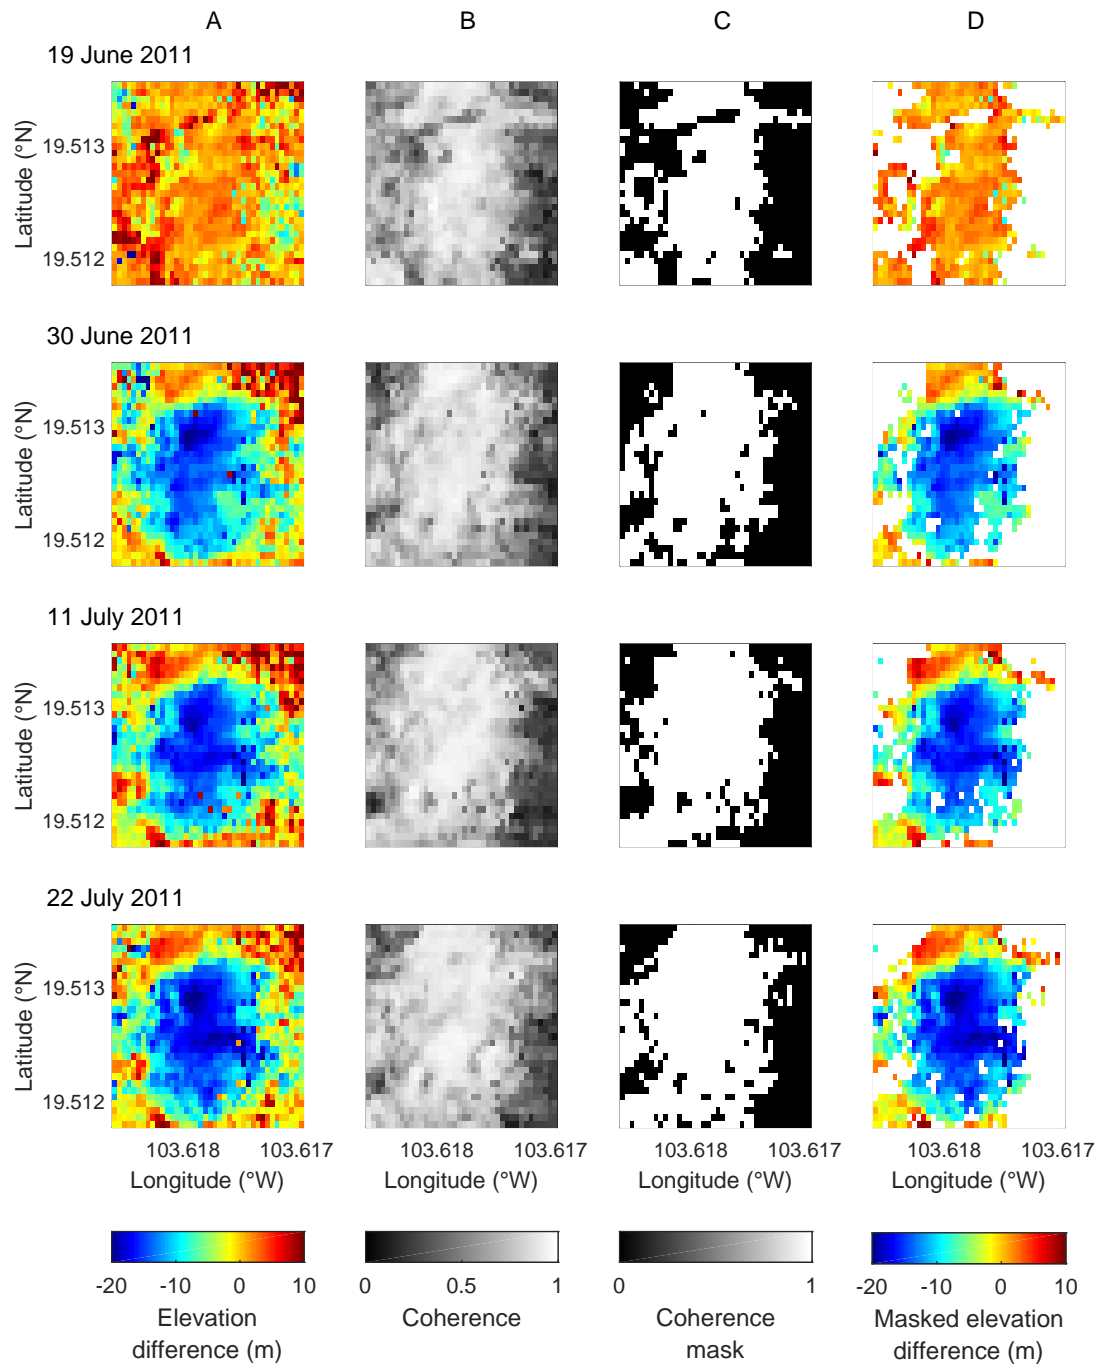 A B C D
19 June 2011
Latitude (°N)
19.513
19.512
30 June 2011
Latitude (°N)
19.513
19.512
11 July 2011
Latitude (°N)
19.513
19.512
22 July 2011
Latitude (°N)
19.513
19.512
103.618 103.617 103.618 103.617 103.618 103.617 103.618 103.617
Longitude (°W) Longitude (°W) Longitude (°W) Longitude (°W)
-20 -10 0 10 0 0.5 1 0 1 -20 -10 0 10
Elevation difference (m)
Coherence
Coherence mask
Masked elevation difference (m)